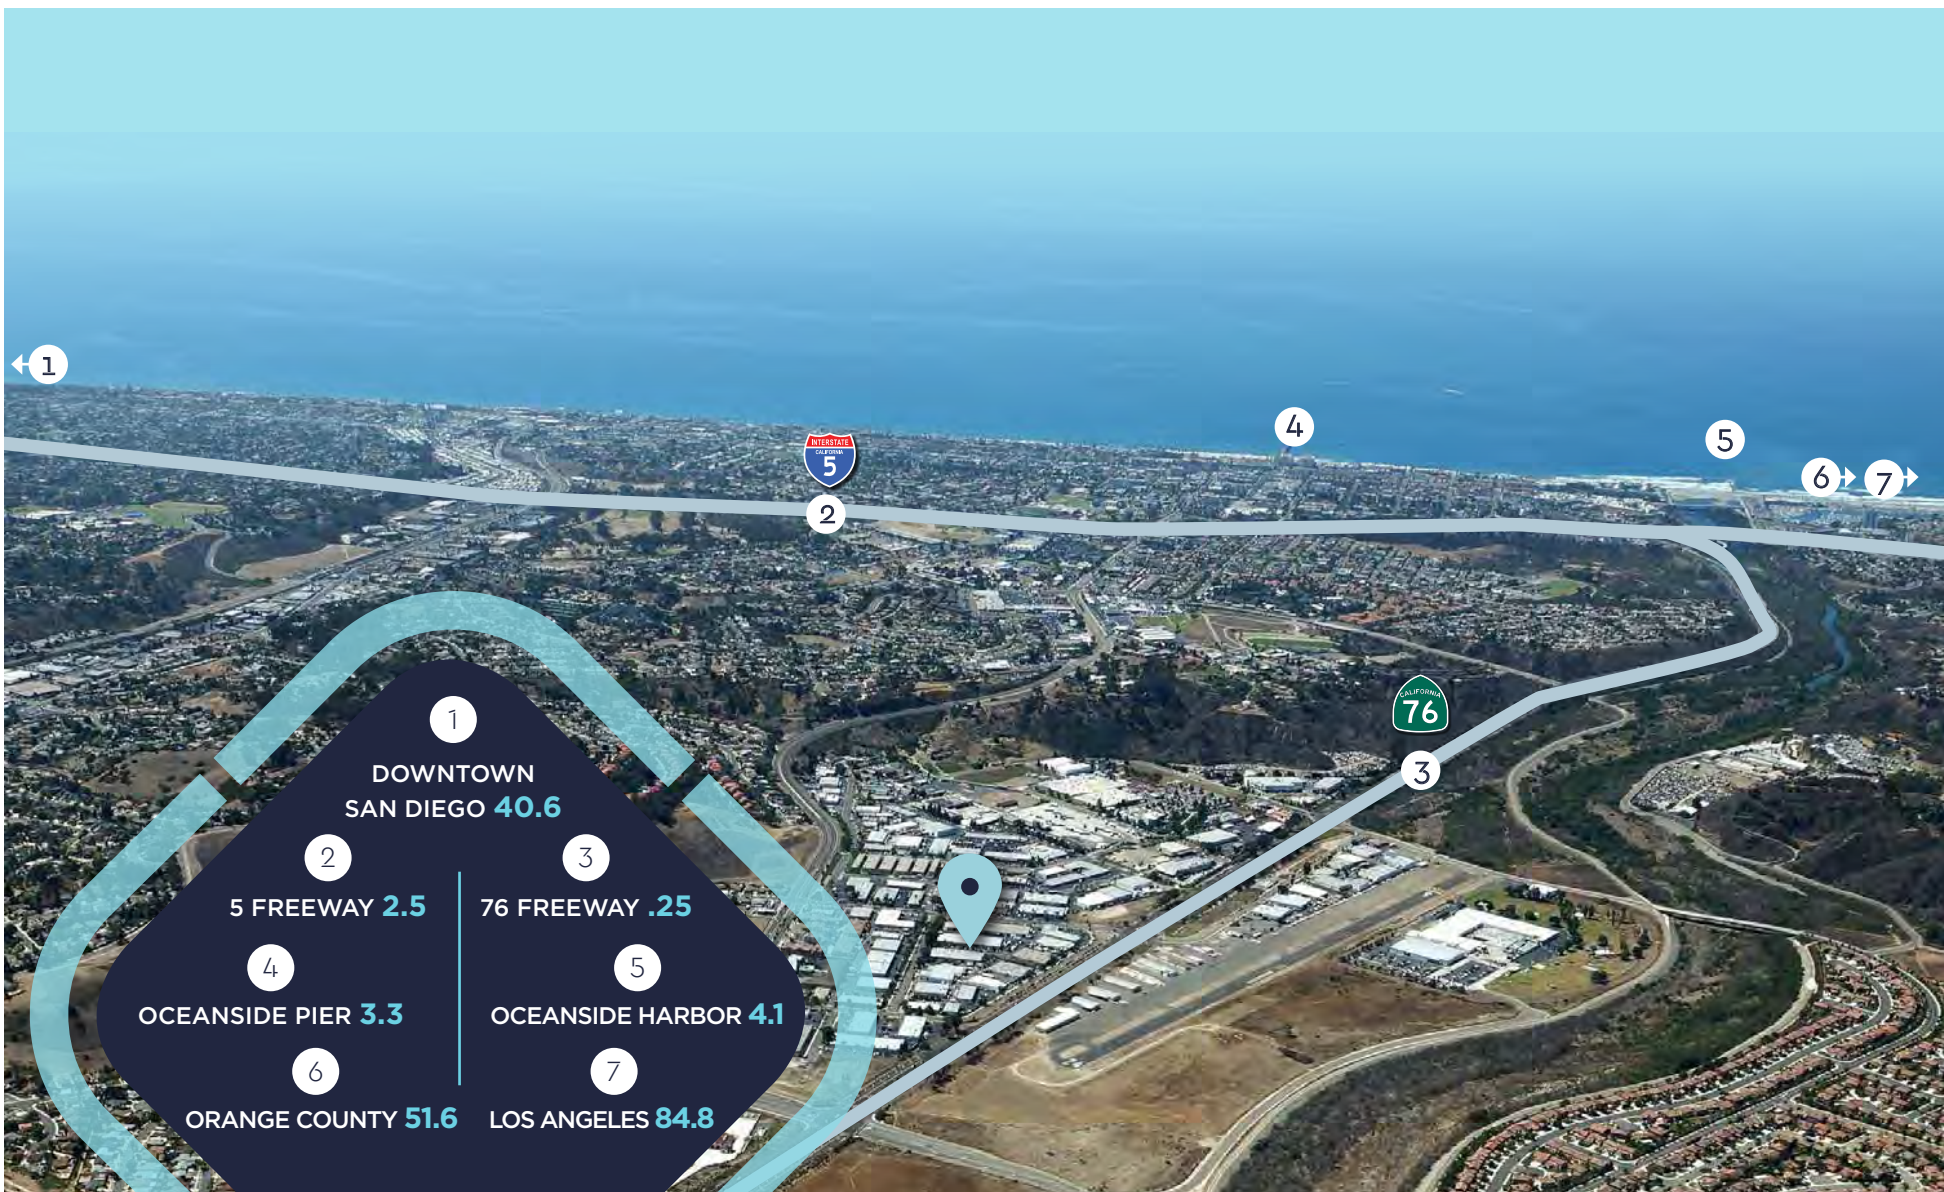 1
INTERSTATE
CALIFORNIA
5
2
4
5
6
7
CALIFORNIA
76
3
1
DOWNTOWN
SAN DIEGO 40.6
2
5 FREEWAY 2.5
3
76 FREEWAY .25
4
OCEANSIDE PIER 3.3
5
OCEANSIDE HARBOR 4.1
6
ORANGE COUNTY 51.6
7
LOS ANGELES 84.8